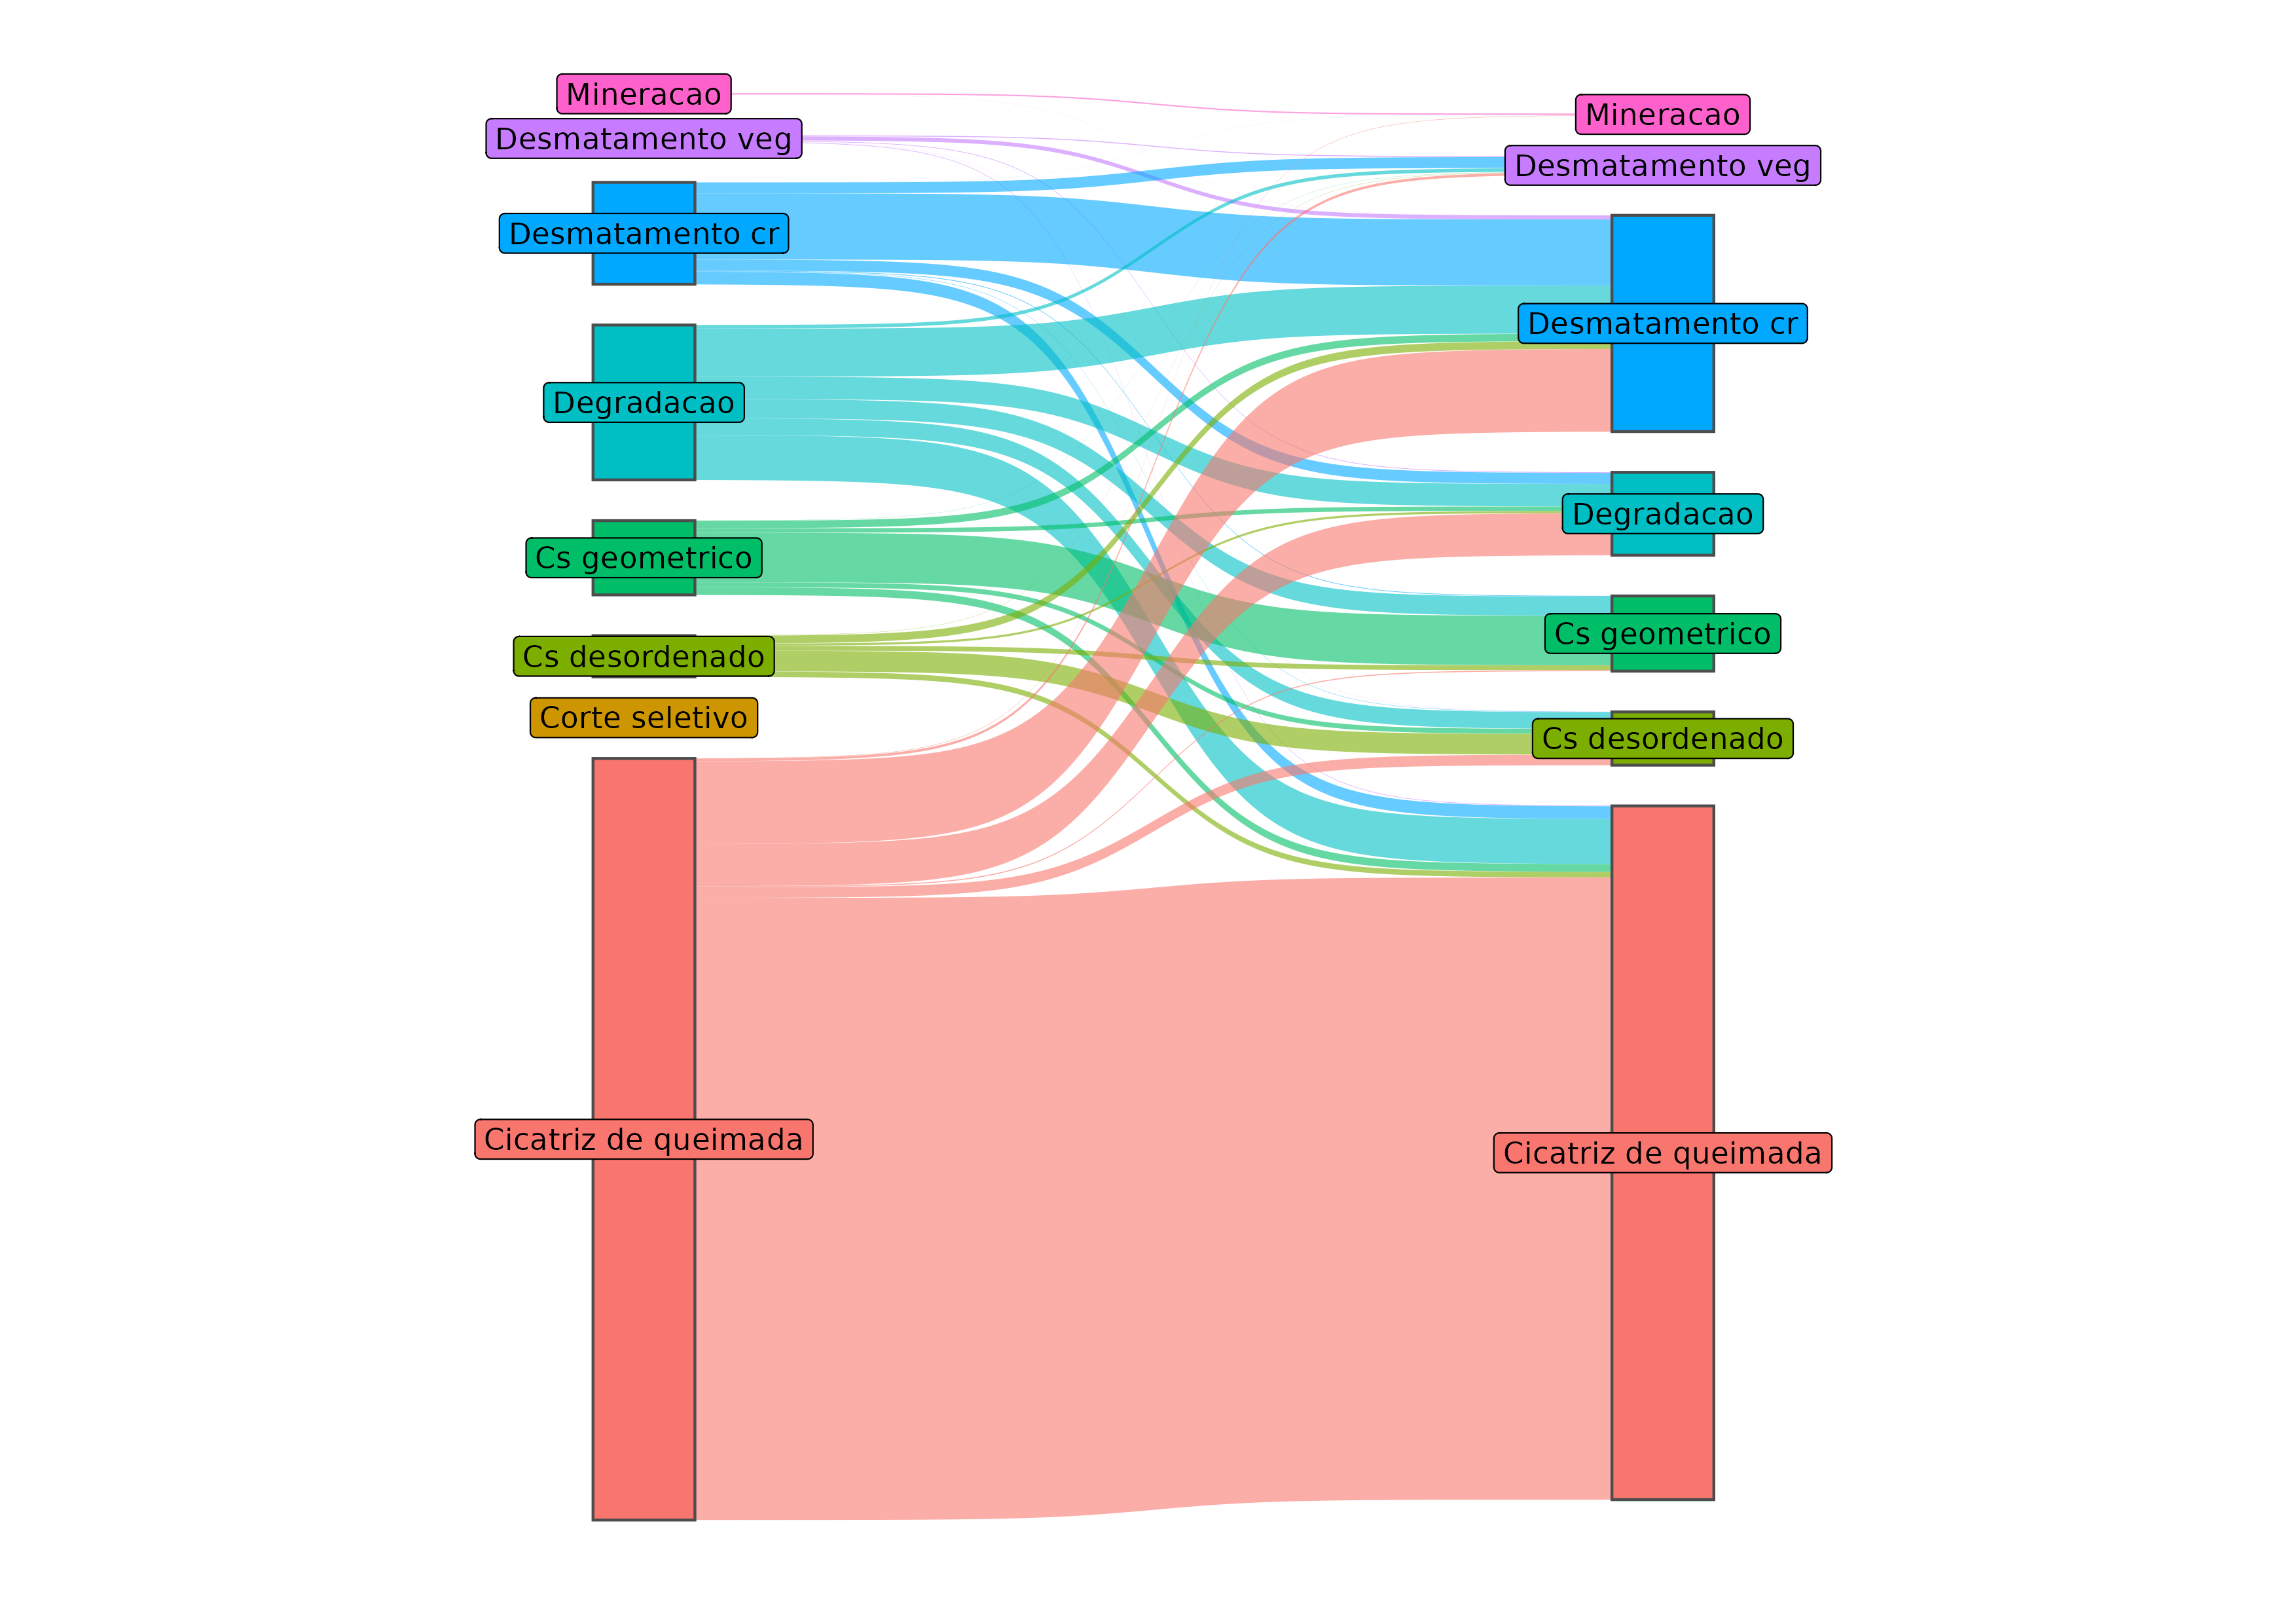 Mineracao
Desmatamento veg
Desmatamento cr
Degradacao
Cs geometrico
Cs desordenado
Corte seletivo
Cicatriz de queimada
Mineracao
Desmatamento veg
Desmatamento cr
Degradacao
Cs geometrico
Cs desordenado
Cicatriz de queimada